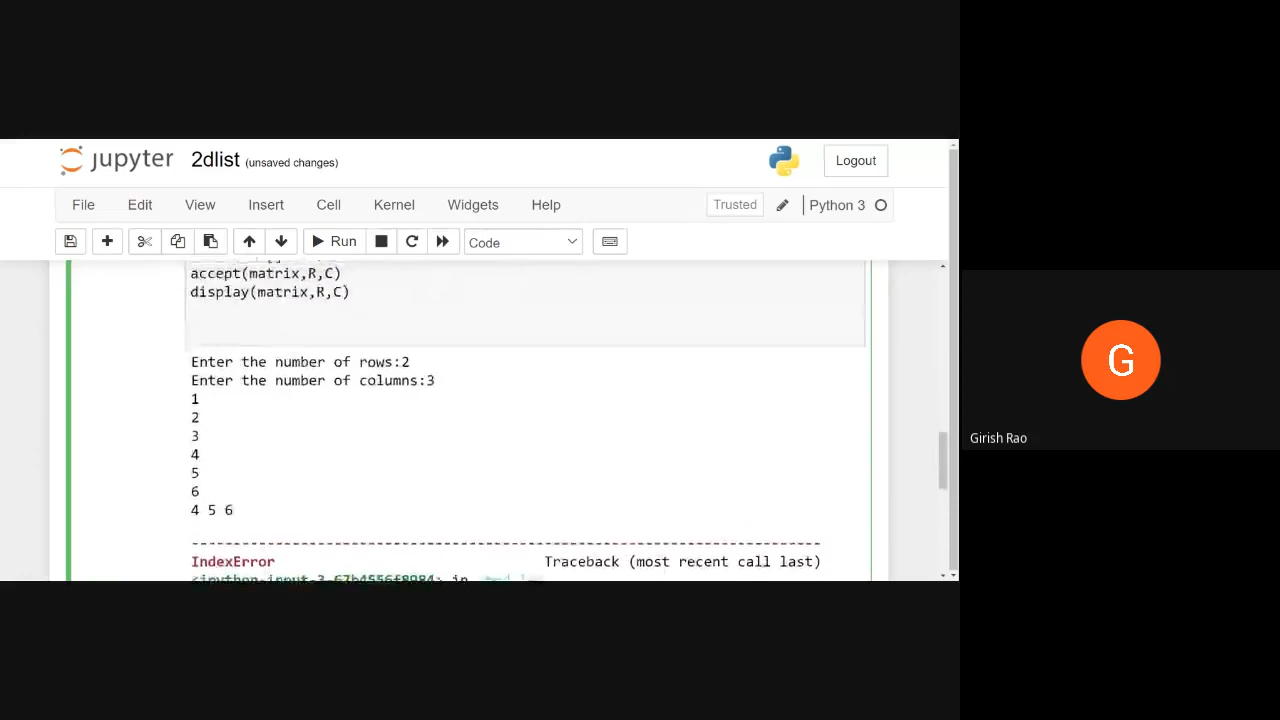 jupyter 2dlist (unsaved changes)
Logout
File Edit View Insert Cell Kernel Widgets Help Trusted Python 3
Run Code
accept(matrix,R,C)
display(matrix,R,C)
Enter the number of rows:2
Enter the number of columns:3
1
2
3
4
5
6
4 5 6
--------------------------------------------------------------------------
IndexError Traceback (most recent call last)
G
Girish Rao